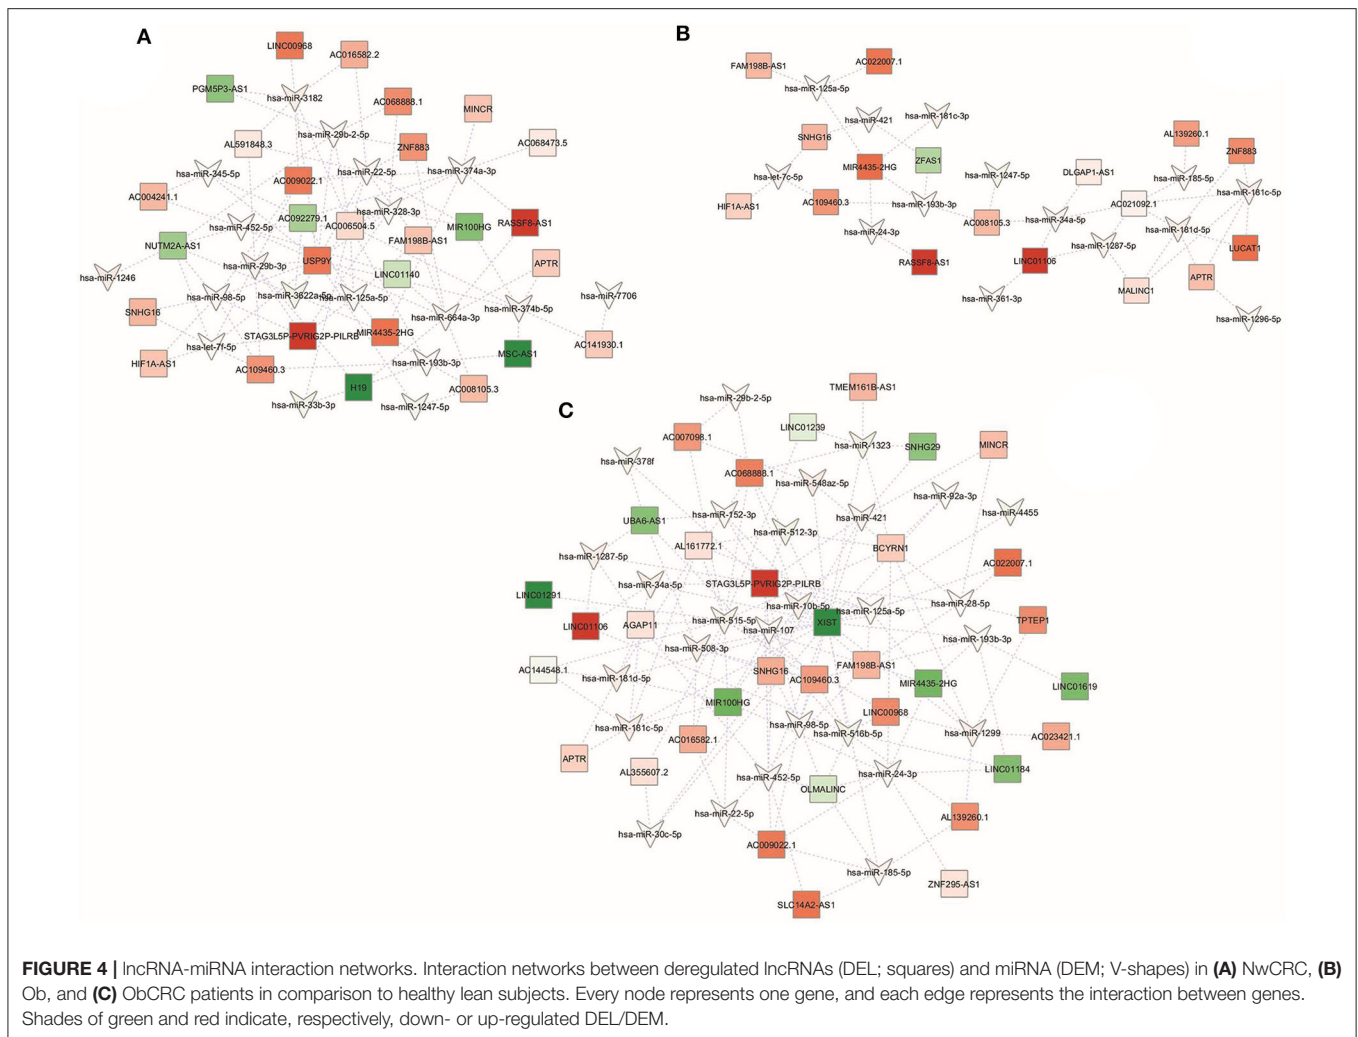 A
LINC00968
AC016582.2
PGM5P3-AS1
hsa-miR-3182
AC068888.1
MINCR
hsa-miR-29b-2-5p
AL591848.3
ZNF883
AC068473.5
hsa-miR-345-5p
hsa-miR-22-5p
hsa-miR-374a-3p
AC009022.1
AC004241.1
hsa-miR-328-3p
AC092279.1
AC006504.5
MIR100HG
RASSF8-AS1
hsa-miR-452-5p
NUTM2A-AS1
FAM198B-AS1
USP9Y
hsa-miR-29b-3p
LINC01140
APTR
hsa-miR-1246
hsa-miR-98-5p
hsa-miR-3622a-5p
hsa-miR-125a-5p
hsa-miR-7706
SNHG16
hsa-miR-664a-3p
hsa-miR-374b-5p
STAG3L5P-PVRIG2P-PILRB
MIR4435-2HG
hsa-let-7f-5p
AC141930.1
MSC-AS1
HIF1A-AS1
AC109460.3
hsa-miR-193b-3p
H19
AC008105.3
hsa-miR-33b-3p
hsa-miR-1247-5p
B
FAM198B-AS1
AC022007.1
hsa-miR-125a-5p
hsa-miR-421
hsa-miR-181c-3p
SNHG16
ZFAS1
MIR4435-2HG
hsa-let-7c-5p
HIF1A-AS1
AC109460.3
hsa-miR-193b-3p
hsa-miR-24-3p
RASSF8-AS1
AL139260.1
ZNF883
hsa-miR-1247-5p
DLGAP1-AS1
hsa-miR-185-5p
hsa-miR-181c-5p
AC021092.1
AC008105.3
hsa-miR-34a-5p
hsa-miR-181d-5p
hsa-miR-1287-5p
LUCAT1
LINC01106
MALINC1
APTR
hsa-miR-361-3p
hsa-miR-1296-5p
C
TMEM161B-AS1
hsa-miR-29b-2-5p
LINC01239
AC007098.1
hsa-miR-1323
SNHG29
MINCR
hsa-miR-378f
AC068888.1
hsa-miR-548az-5p
hsa-miR-92a-3p
UBA6-AS1
hsa-miR-152-3p
hsa-miR-421
hsa-miR-4455
hsa-miR-512-3p
AL161772.1
BCYRN1
hsa-miR-1287-5p
AC022007.1
hsa-miR-34a-5p
STAG3L5P-PVRIG2P-PILRB
LINC01291
hsa-miR-10b-5p
hsa-miR-125a-5p
hsa-miR-28-5p
LINC01106
AGAP11
hsa-miR-515-5p
hsa-miR-107
XIST
TPTEP1
hsa-miR-193b-3p
hsa-miR-508-3p
AC144548.1
SNHG16
FAM198B-AS1
hsa-miR-181d-5p
AC109460.3
MIR4435-2HG
LINC01619
MIR100HG
LINC00968
hsa-miR-181c-5p
hsa-miR-98-5p
hsa-miR-516b-5p
hsa-miR-1299
AC016582.1
AC023421.1
APTR
AL355607.2
hsa-miR-452-5p
hsa-miR-24-3p
LINC01184
OLMALINC
hsa-miR-22-5p
AL139260.1
hsa-miR-30c-5p
AC009022.1
hsa-miR-185-5p
ZNF295-AS1
SLC14A2-AS1
FIGURE 4 | lncRNA-miRNA interaction networks. Interaction networks between deregulated lncRNAs (DEL; squares) and miRNA (DEM; V-shapes) in (A) NwCRC, (B)
Ob, and (C) ObCRC patients in comparison to healthy lean subjects. Every node represents one gene, and each edge represents the interaction between genes.
Shades of green and red indicate, respectively, down- or up-regulated DEL/DEM.